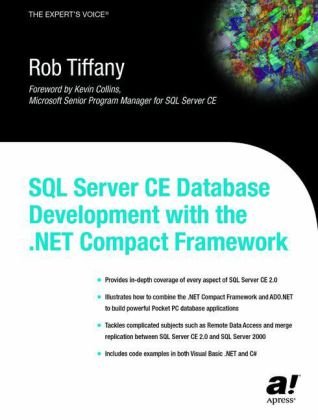 THE EXPERT'S VOICE®
Rob Tiffany
Foreword by Kevin Collins,
Microsoft Senior Program Manager for SQL Server CE
SQL Server CE Database
Development with the
.NET Compact Framework
• Provides in-depth coverage of every aspect of SQL Server CE 2.0
• Illustrates how to combine the .NET Compact Framework and ADO.NET
to build powerful Pocket PC database applications
• Tackles complicated subjects such as Remote Data Access and merge
replication between SQL Server CE 2.0 and SQL Server 2000
• Includes code examples in both Visual Basic .NET and C#
a!
Apress®